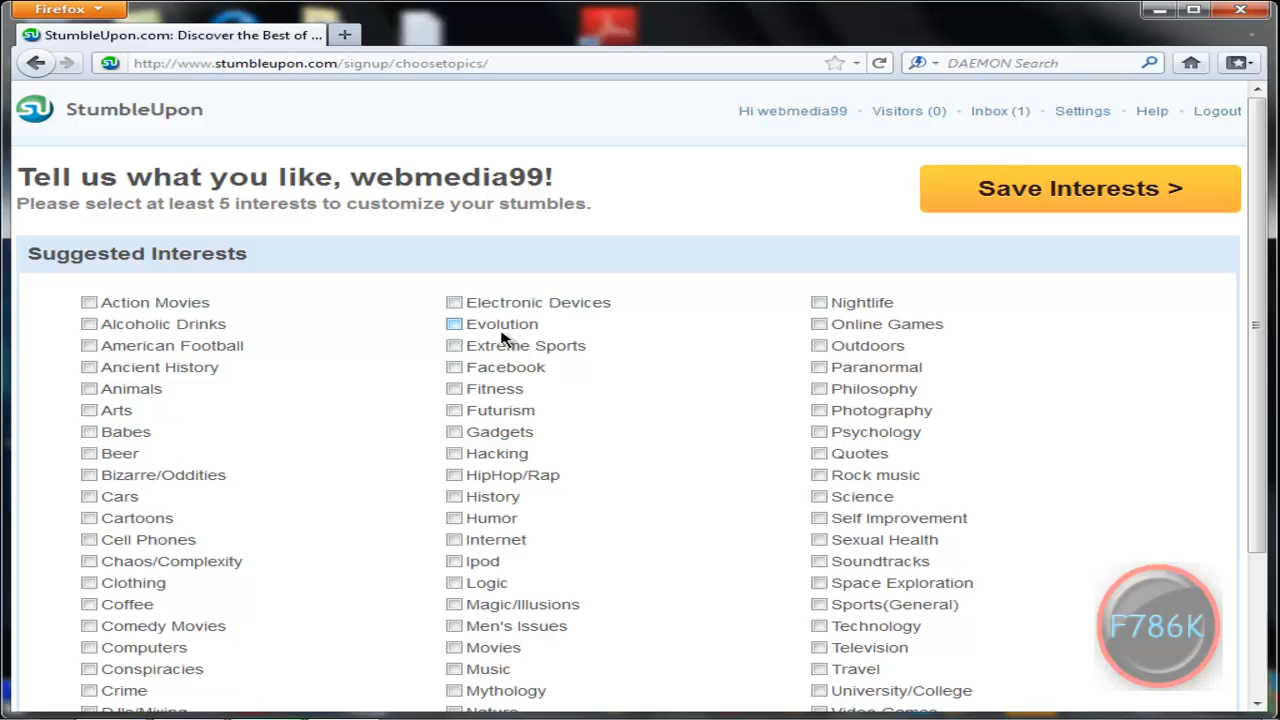 Firefox
StumbleUpon.com: Discover the Best of ...
http://www.stumbleupon.com/signup/choosetopics/
DAEMON Search
StumbleUpon
Hi webmedia99 - Visitors (0) - Inbox (1) - Settings - Help - Logout
Tell us what you like, webmedia99!
Please select at least 5 interests to customize your stumbles.
Save Interests >
Suggested Interests
Action Movies
Alcoholic Drinks
American Football
Ancient History
Animals
Arts
Babes
Beer
Bizarre/Oddities
Cars
Cartoons
Cell Phones
Chaos/Complexity
Clothing
Coffee
Comedy Movies
Computers
Conspiracies
Crime
DJ's/Mixing
Electronic Devices
Evolution
Extreme Sports
Facebook
Fitness
Futurism
Gadgets
Hacking
HipHop/Rap
History
Humor
Internet
Ipod
Logic
Magic/Illusions
Men's Issues
Movies
Music
Mythology
Nature
Nightlife
Online Games
Outdoors
Paranormal
Philosophy
Photography
Psychology
Quotes
Rock music
Science
Self Improvement
Sexual Health
Soundtracks
Space Exploration
Sports(General)
Technology
Television
Travel
University/College
Video Games
F786K